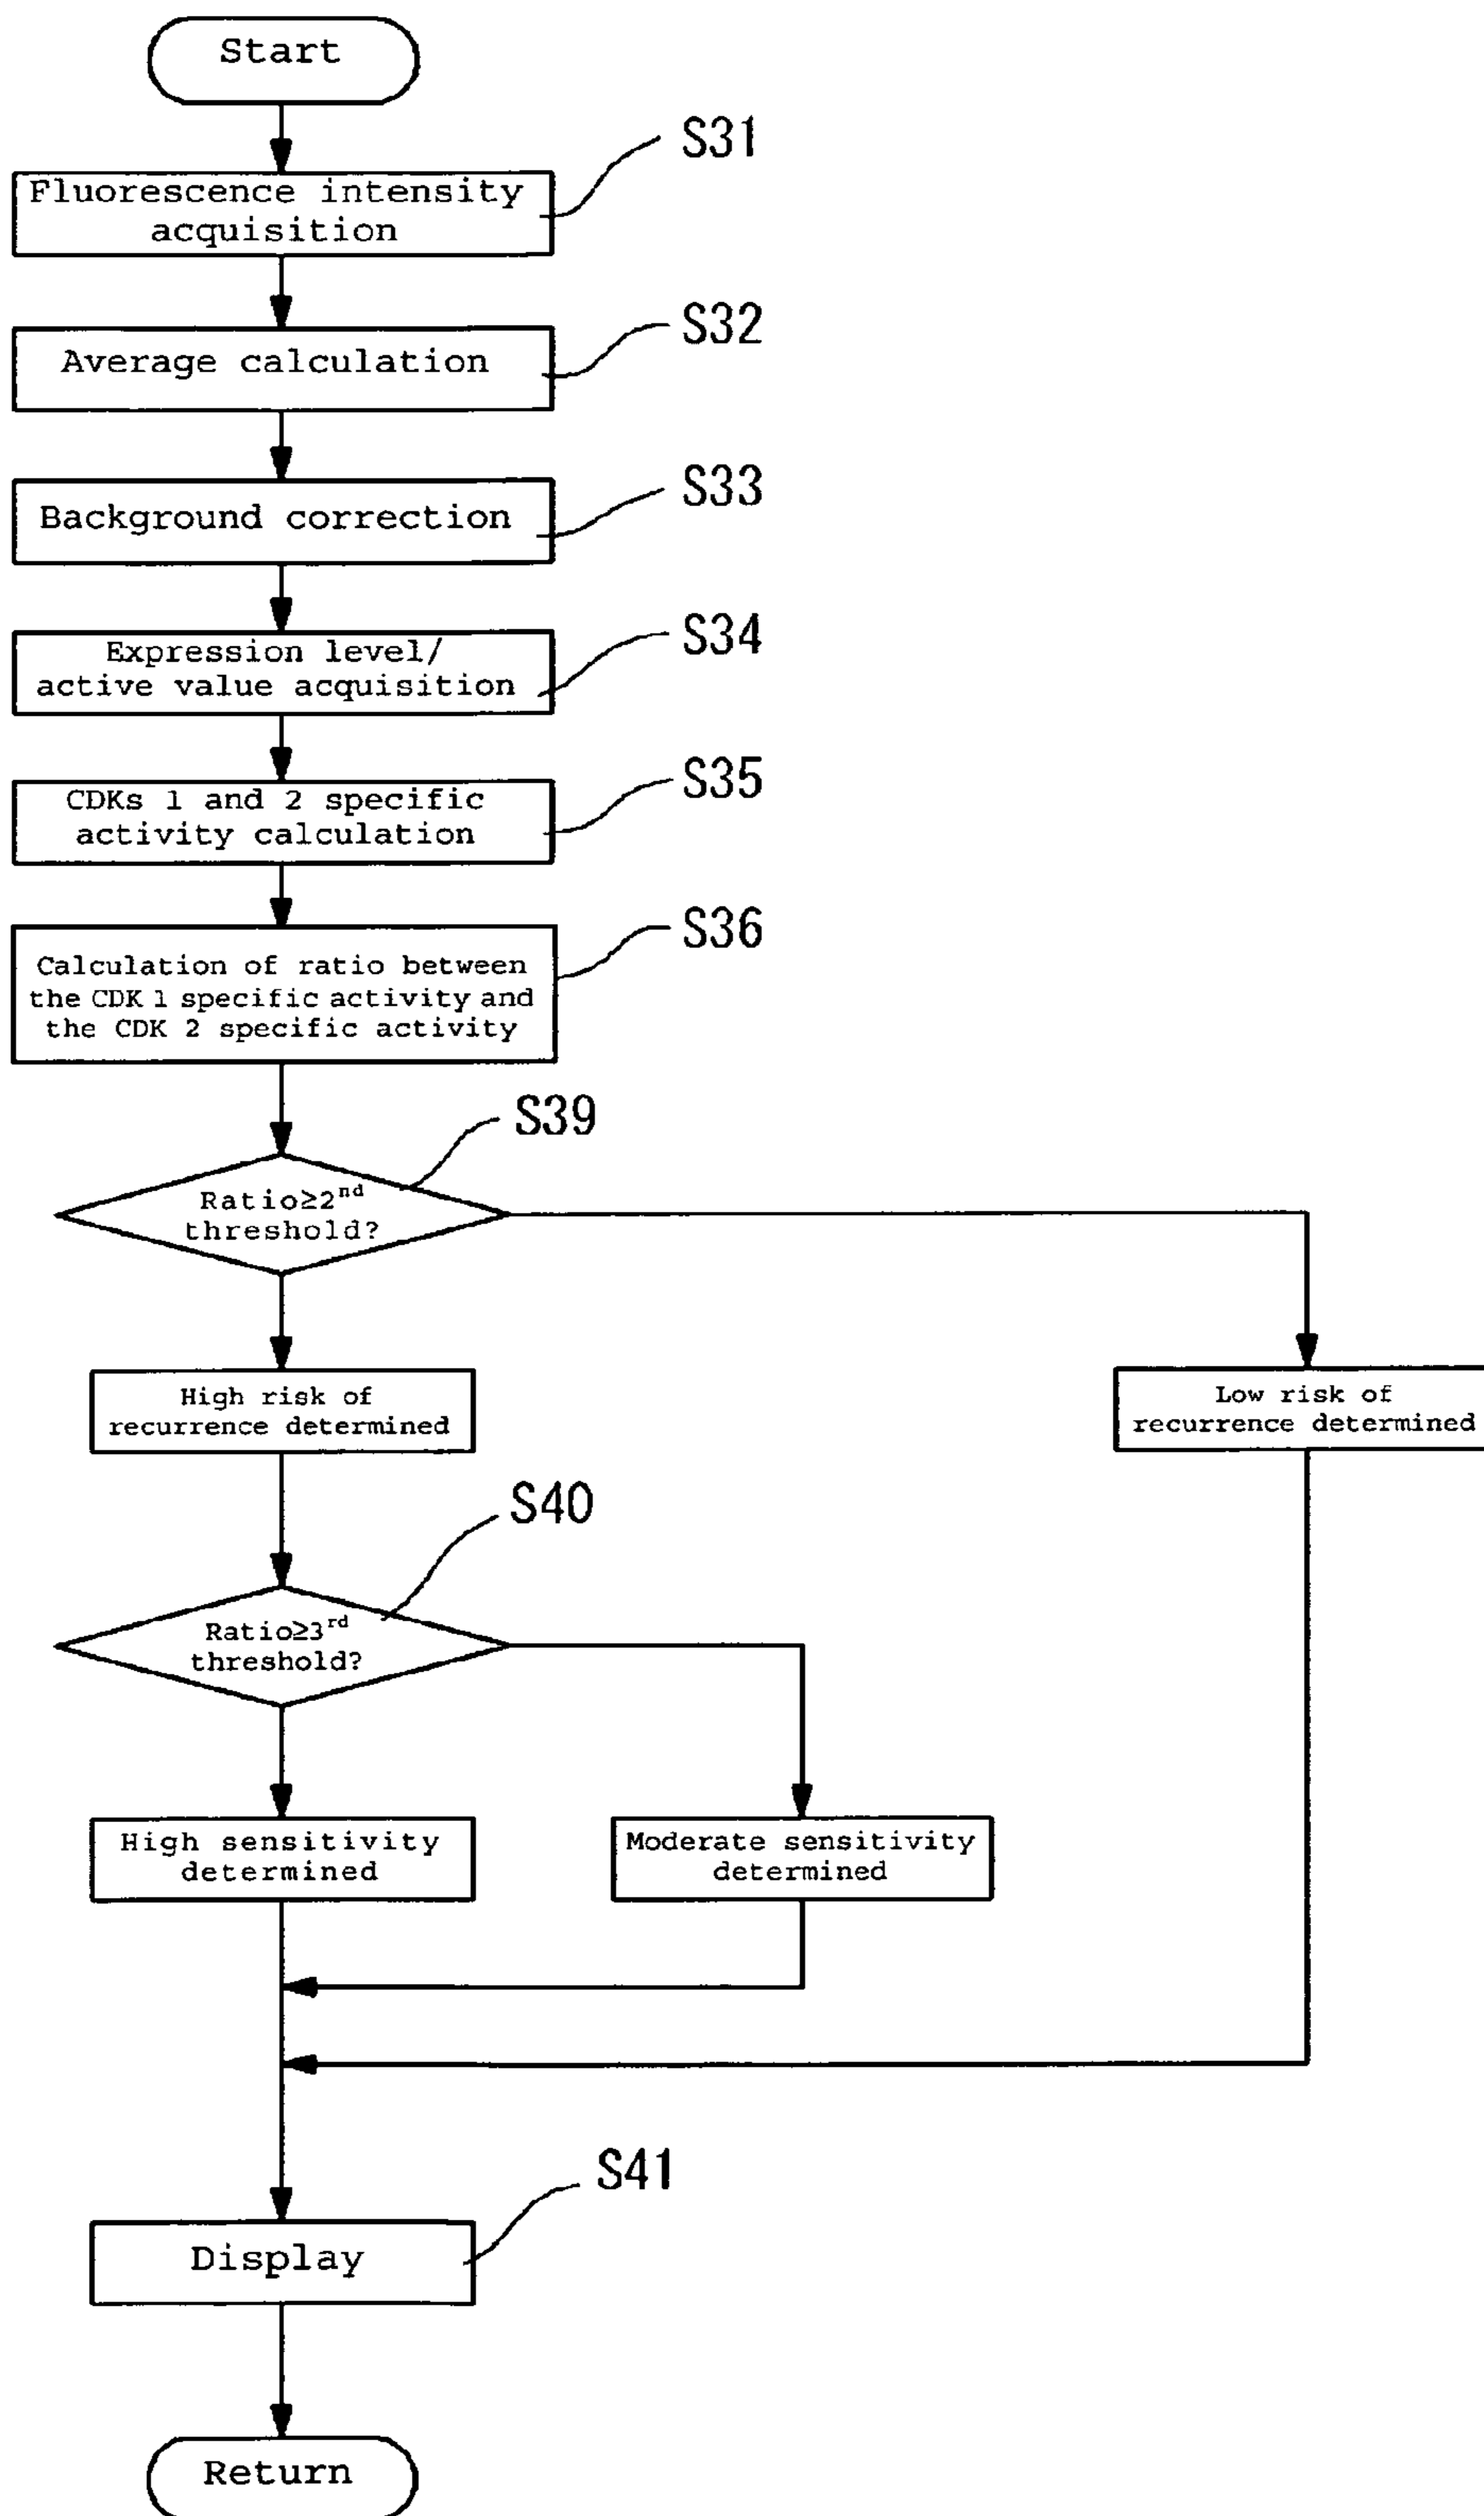 Start
S31
Fluorescence intensity
acquisition
S32
Average calculation
S33
Background correction
S34
Expression level/
active value acquisition
S35
CDKs 1 and 2 specific
activity calculation
S36
Calculation of ratio between
the CDK 1 specific activity and
the CDK 2 specific activity
S39
Ratio≥2nd
threshold?
High risk of
recurrence determined
Low risk of
recurrence determined
S40
Ratio≥3rd
threshold?
High sensitivity
determined
Moderate sensitivity
determined
S41
Display
Return